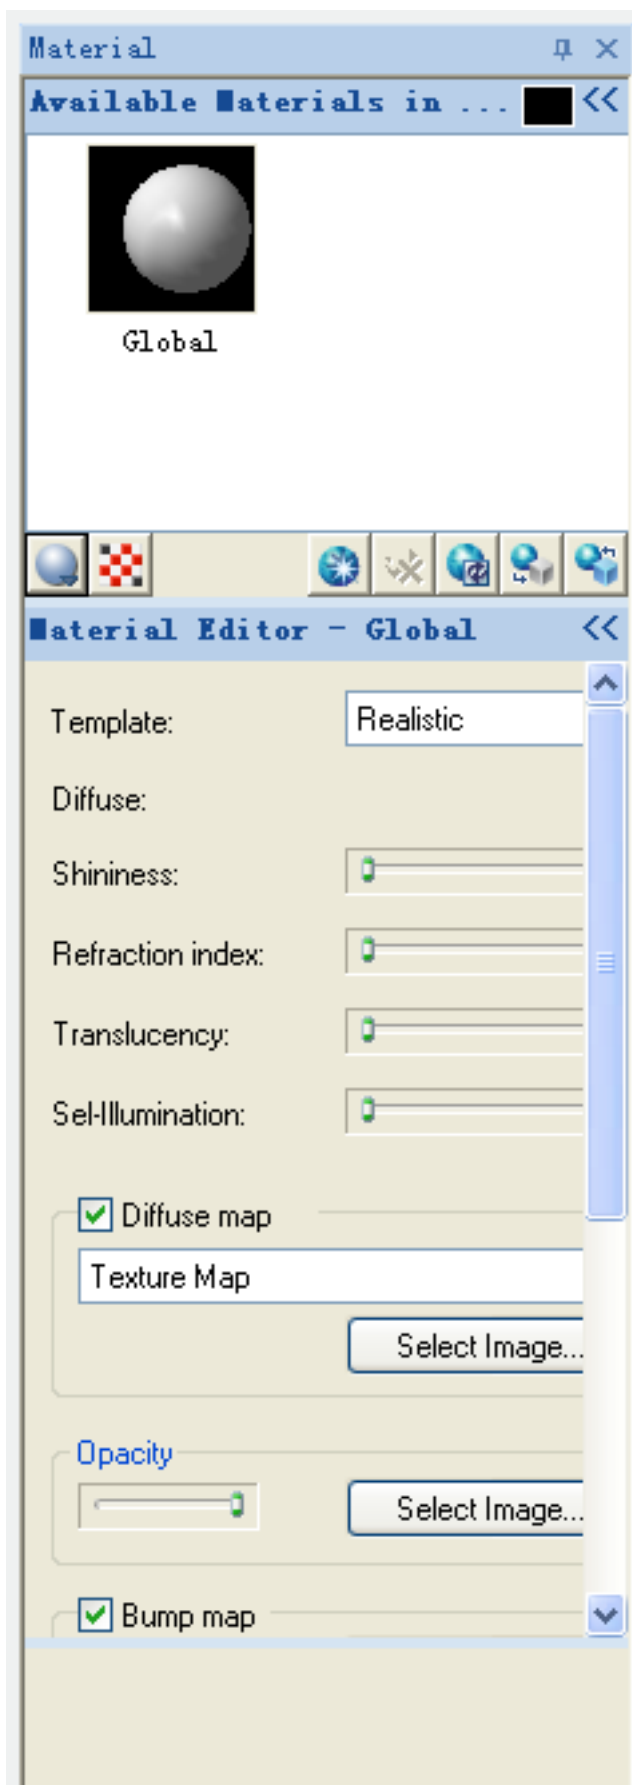 Material
Available Materials in ...
Global
Material Editor - Global
Template:
Realistic
Diffuse:
Shininess:
Refraction index:
Translucency:
Sel-Illumination:
Diffuse map
Texture Map
Select Image...
Opacity
Select Image...
Bump map